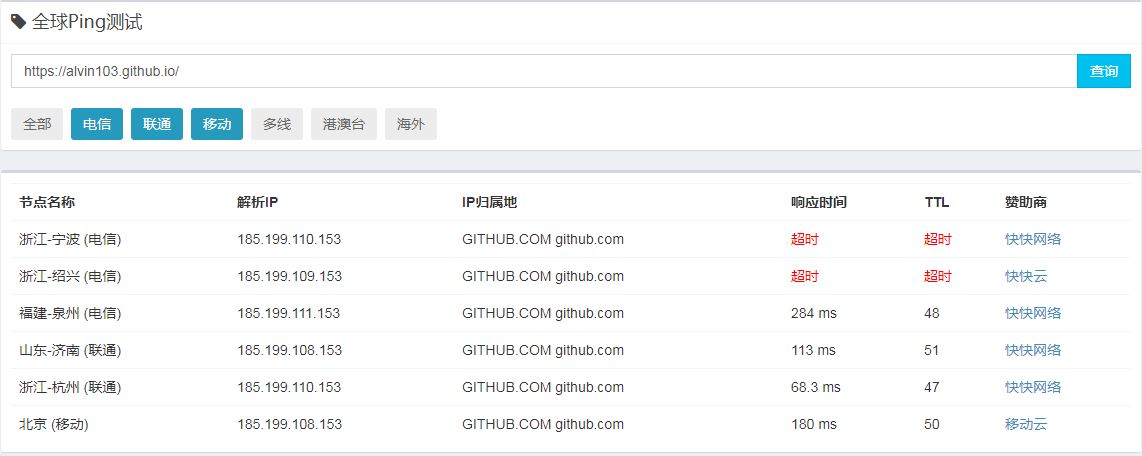 全球Ping测试
https://alvin103.github.io/ 查询
全部 电信 联通 移动 多线 港澳台 海外
节点名称 解析IP IP归属地 响应时间 TTL 赞助商
浙江-宁波 (电信) 185.199.110.153 GITHUB.COM github.com 超时 超时 快快网络
浙江-绍兴 (电信) 185.199.109.153 GITHUB.COM github.com 超时 超时 快快云
福建-泉州 (电信) 185.199.111.153 GITHUB.COM github.com 284 ms 48 快快网络
山东-济南 (联通) 185.199.108.153 GITHUB.COM github.com 113 ms 51 快快网络
浙江-杭州 (联通) 185.199.110.153 GITHUB.COM github.com 68.3 ms 47 快快网络
北京 (移动) 185.199.108.153 GITHUB.COM github.com 180 ms 50 移动云